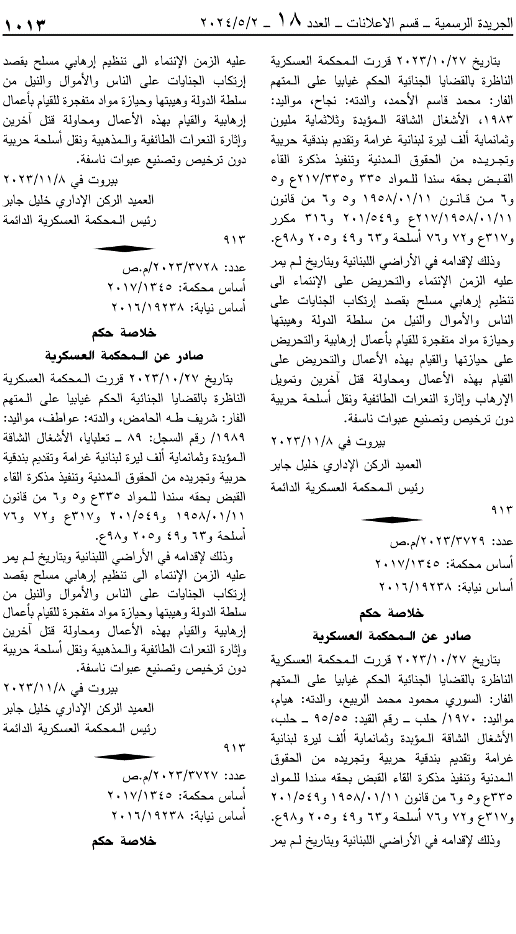 الجريدة الرسمية ــ قسم الاعلانات ــ العدد ١٨ ــ ٢٠٢٤/٥/٢
١٠١٣
بتاريخ ٢٠٢٣/١٠/٢٧ قررت المحكمة العسكرية
الناظرة بالقضايا الجنائية الحكم غيابيا على المتهم
الفار: محمد قاسم الأحمد، والدته: نجاح، مواليد:
١٩٨٣، الأشغال الشاقة المؤبدة وثلاثماية مليون
وثمانماية ألف ليرة لبنانية غرامة وتقديم بندقية حربية
وتجريده من الحقوق المدنية وتنفيذ مذكرة القاء
القبض بحقه سندا للمواد ٣٣٥ و٢١٧/٣٣٥ع و٥
و٦ من قانون ١٩٥٨/٠١/١١ و٥ و٦ من قانون
٢١٧/١٩٥٨/٠١/١١ع و٢٠١/٥٤٩ و٣١٦ مكرر
و٣١٧ع و٧٢ و٧٦ أسلحة و٦٣ و٤٩ و٢٠٥ و٩٨ع.
وذلك لإقدامه في الأراضي اللبنانية وبتاريخ لم يمر
عليه الزمن الإنتماء والتحريض على الإنتماء الى
تنظيم إرهابي مسلح بقصد إرتكاب الجنايات على
الناس والأموال والنيل من سلطة الدولة وهيبتها
وحيازة مواد متفجرة للقيام بأعمال إرهابية والتحريض
على حيازتها والقيام بهذه الأعمال والتحريض على
القيام بهذه الأعمال ومحاولة قتل آخرين وتمويل
الإرهاب وإثارة النعرات الطائفية ونقل أسلحة حربية
دون ترخيص وتصنيع عبوات ناسفة.
بيروت في ٢٠٢٣/١١/٨
العميد الركن الإداري خليل جابر
رئيس المحكمة العسكرية الدائمة
٩١٣
عدد: ٢٠٢٣/٣٧٢٩/م.ص
أساس محكمة: ٢٠١٧/١٣٤٥
أساس نيابة: ٢٠١٦/١٩٢٣٨
خلاصة حكم
صادر عن المحكمة العسكرية
بتاريخ ٢٠٢٣/١٠/٢٧ قررت المحكمة العسكرية
الناظرة بالقضايا الجنائية الحكم غيابيا على المتهم
الفار: السوري محمود محمد الربيع، والدته: هيام،
مواليد: ١٩٧٠/ حلب ــ رقم القيد: ٩٥/٥٥ ــ حلب،
الأشغال الشاقة المؤبدة وثمانماية ألف ليرة لبنانية
غرامة وتقديم بندقية حربية وتجريده من الحقوق
المدنية وتنفيذ مذكرة القاء القبض بحقه سندا للمواد
٣٣٥ع و٥ و٦ من قانون ١٩٥٨/٠١/١١ و٢٠١/٥٤٩
و٣١٧ع و٧٢ و٧٦ أسلحة و٦٣ و٤٩ و٢٠٥ و٩٨ع.
وذلك لإقدامه في الأراضي اللبنانية وبتاريخ لم يمر
عليه الزمن الإنتماء الى تنظيم إرهابي مسلح بقصد
إرتكاب الجنايات على الناس والأموال والنيل من
سلطة الدولة وهيبتها وحيازة مواد متفجرة للقيام بأعمال
إرهابية والقيام بهذه الأعمال ومحاولة قتل آخرين
وإثارة النعرات الطائفية والمذهبية ونقل أسلحة حربية
دون ترخيص وتصنيع عبوات ناسفة.
بيروت في ٢٠٢٣/١١/٨
العميد الركن الإداري خليل جابر
رئيس المحكمة العسكرية الدائمة
٩١٣
عدد: ٢٠٢٣/٣٧٢٨/م.ص
أساس محكمة: ٢٠١٧/١٣٤٥
أساس نيابة: ٢٠١٦/١٩٢٣٨
خلاصة حكم
صادر عن المحكمة العسكرية
بتاريخ ٢٠٢٣/١٠/٢٧ قررت المحكمة العسكرية
الناظرة بالقضايا الجنائية الحكم غيابيا على المتهم
الفار: شريف طه الحامض، والدته: عواطف، مواليد:
١٩٨٩/ رقم السجل: ٨٩ ــ تعلبايا، الأشغال الشاقة
المؤبدة وثمانماية ألف ليرة لبنانية غرامة وتقديم بندقية
حربية وتجريده من الحقوق المدنية وتنفيذ مذكرة القاء
القبض بحقه سندا للمواد ٣٣٥ع و٥ و٦ من قانون
١٩٥٨/٠١/١١ و٢٠١/٥٤٩ و٣١٧ع و٧٢ و٧٦
أسلحة و٦٣ و٤٩ و٢٠٥ و٩٨ع.
وذلك لإقدامه في الأراضي اللبنانية وبتاريخ لم يمر
عليه الزمن الإنتماء الى تنظيم إرهابي مسلح بقصد
إرتكاب الجنايات على الناس والأموال والنيل من
سلطة الدولة وهيبتها وحيازة مواد متفجرة للقيام بأعمال
إرهابية والقيام بهذه الأعمال ومحاولة قتل آخرين
وإثارة النعرات الطائفية والمذهبية ونقل أسلحة حربية
دون ترخيص وتصنيع عبوات ناسفة.
بيروت في ٢٠٢٣/١١/٨
العميد الركن الإداري خليل جابر
رئيس المحكمة العسكرية الدائمة
٩١٣
عدد: ٢٠٢٣/٣٧٢٧/م.ص
أساس محكمة: ٢٠١٧/١٣٤٥
أساس نيابة: ٢٠١٦/١٩٢٣٨
خلاصة حكم